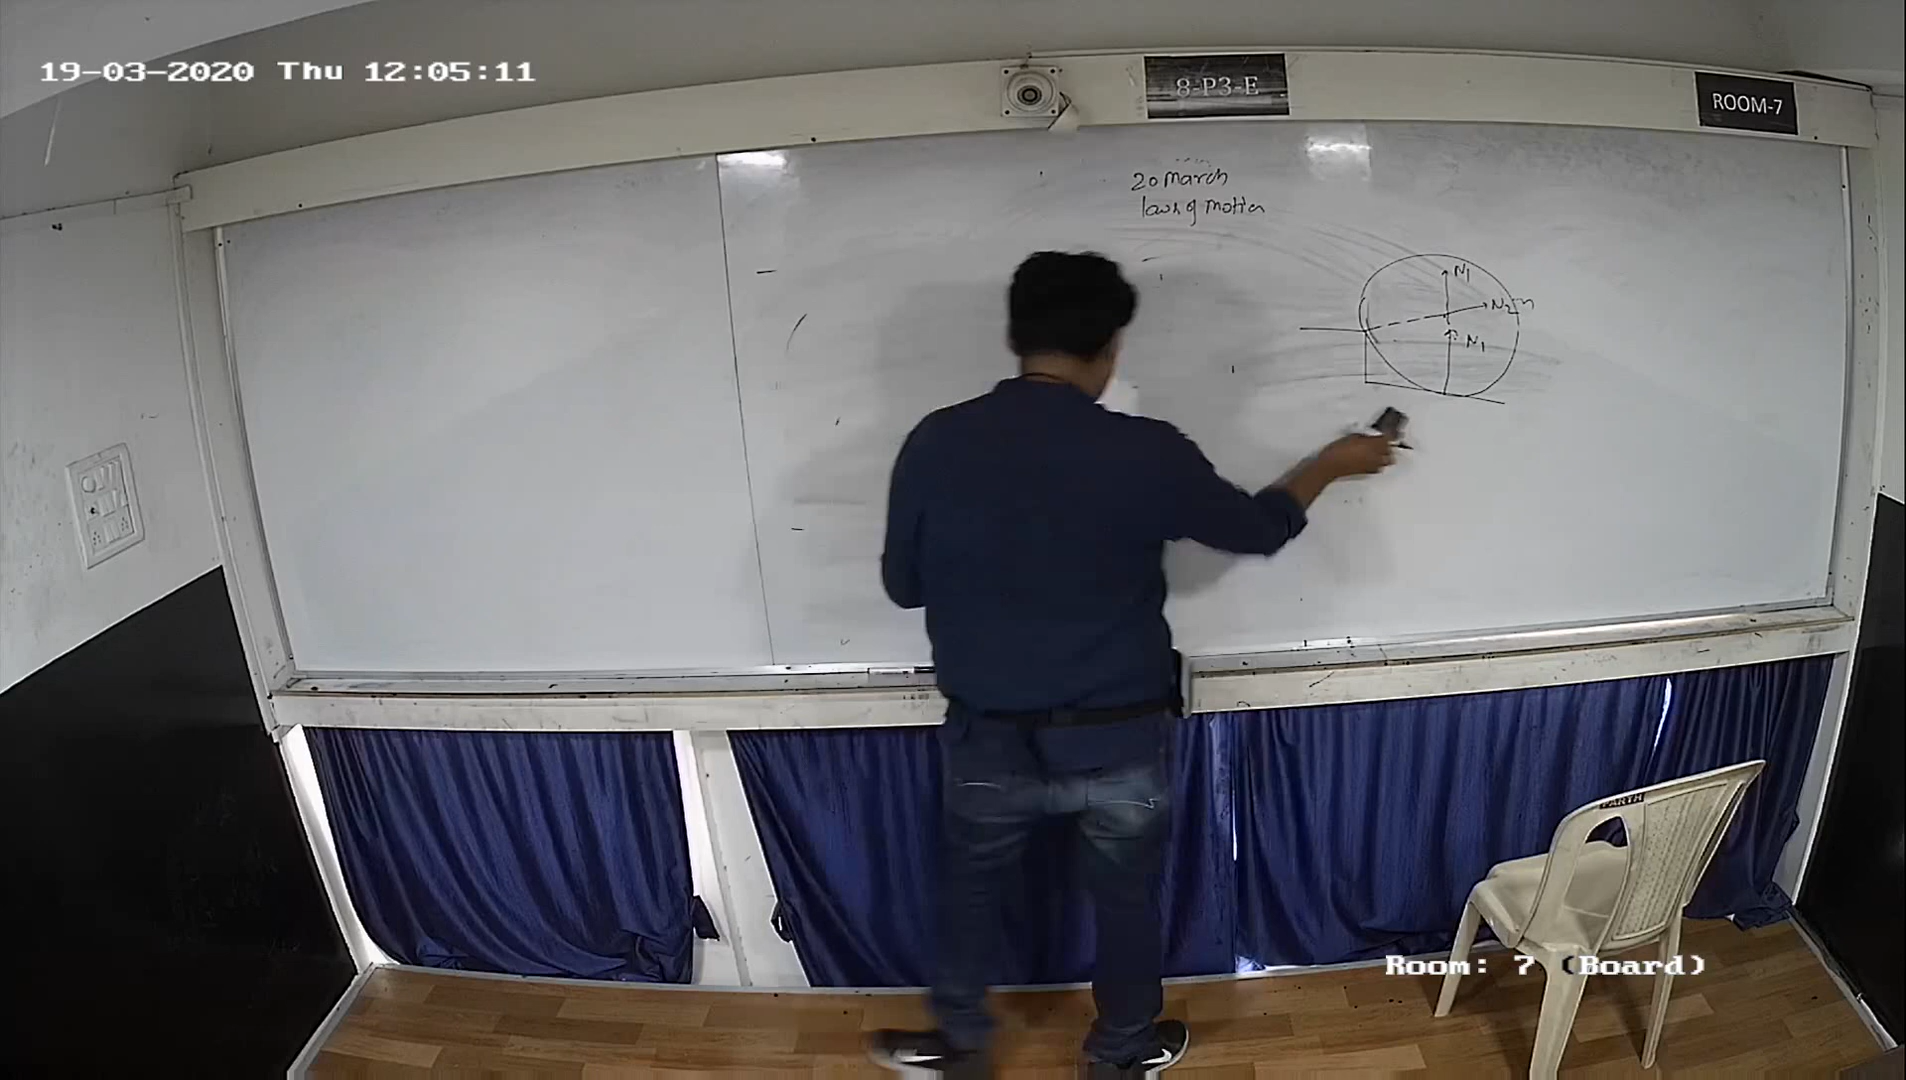 19-03-2020 Thu 12:05:11
8-P3-E
ROOM-7
20 March
laws of motion
N1
N2
N1
PARTH
Room: 7 (Board)